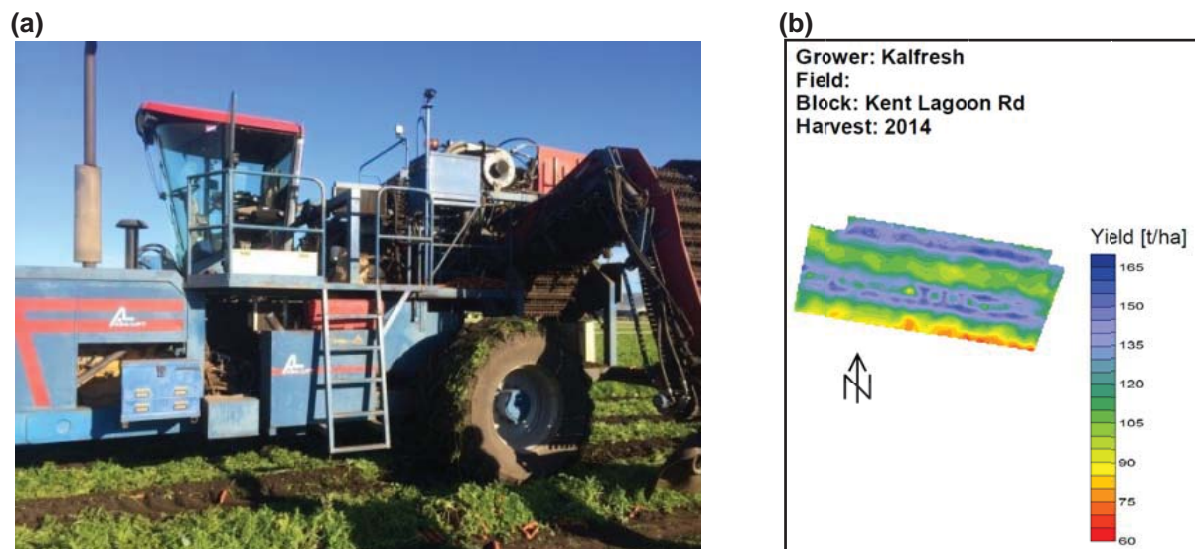 (a)
(b)
Grower: Kalfresh
Field:
Block: Kent Lagoon Rd
Harvest: 2014
Yield [t/ha]
165
150
135
120
105
90
75
60
N